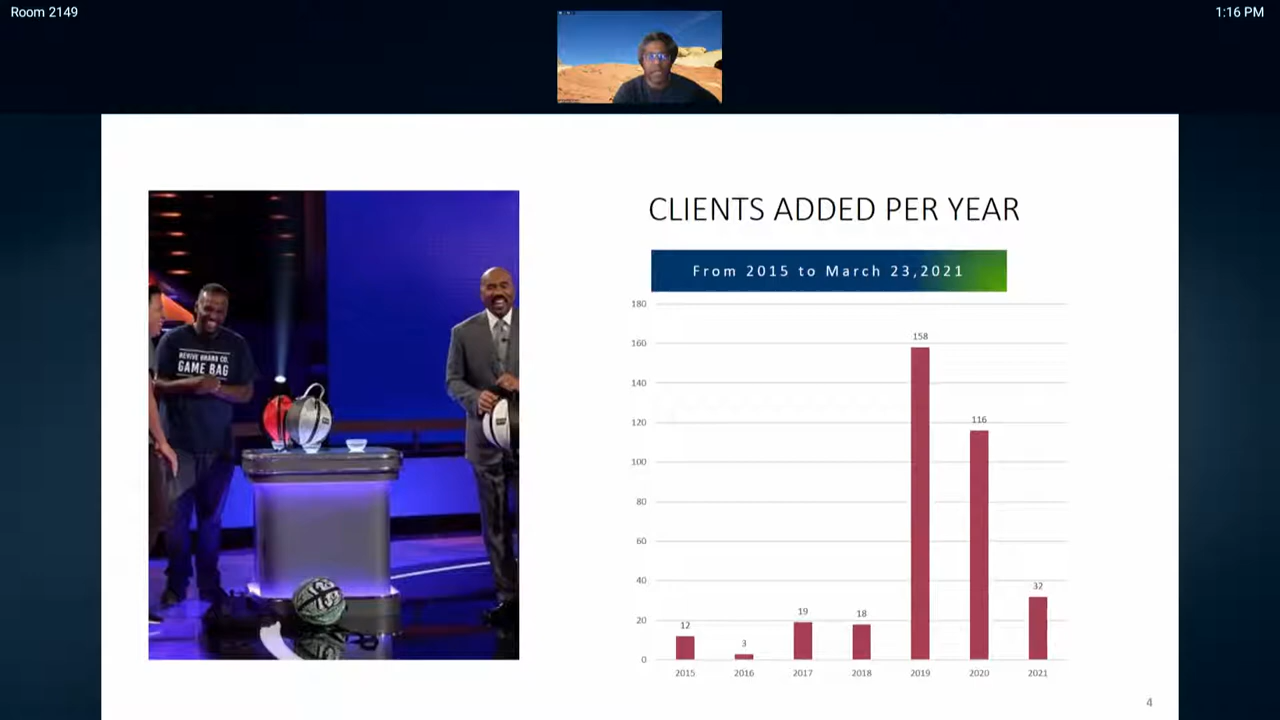 Room 2149
1:16 PM
REVIVE BRAND CO.
GAME BAG
CLIENTS ADDED PER YEAR
From 2015 to March 23,2021
180
160
140
120
100
80
60
40
20
0
12
3
19
18
158
116
32
2015 2016 2017 2018 2019 2020 2021
4